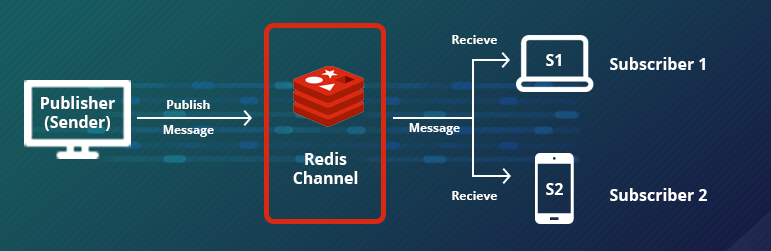 Publisher
(Sender)
Publish
Message
Redis
Channel
Message
Recieve
S1
Subscriber 1
Recieve
S2
Subscriber 2